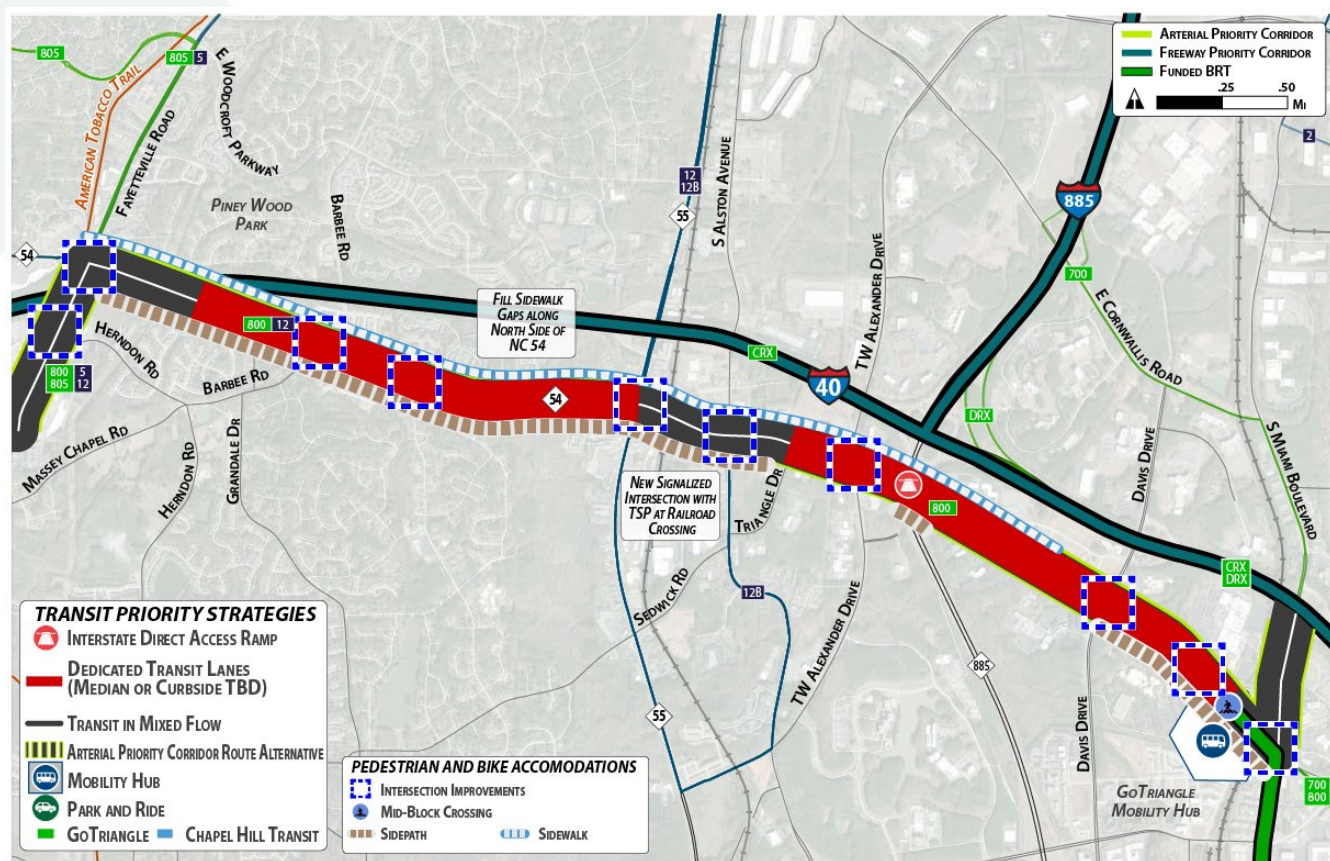 ARTERIAL PRIORITY CORRIDOR
FREEWAY PRIORITY CORRIDOR
FUNDED BRT
.25 .50
MI
805
805 5
AMERICAN TOBACCO TRAIL
FAYETTEVILLE ROAD
E WOODCROFT PARKWAY
PINEY WOOD
PARK
BARBEE RD
12
12B
55
S ALSTON AVENUE
885
2
54
700
E CORNWALLIS ROAD
TW ALEXANDER DRIVE
FILL SIDEWALK
GAPS ALONG
NORTH SIDE OF
NC 54
CRX
40
DRX
800 12
HERNDON RD
800 5
805 12
BARBEE RD
54
DAVIS DRIVE
S MIAMI BOULEVARD
MASSEY CHAPEL RD
HERNDON RD
GRANDALE DR
NEW SIGNALIZED
INTERSECTION WITH
TSP AT RAILROAD
CROSSING
TRIANGLE DR
800
CRX
DRX
SEDWICK RD
12B
TW ALEXANDER DRIVE
885
55
DAVIS DRIVE
GOTRIANGLE
MOBILITY HUB
700
800
TRANSIT PRIORITY STRATEGIES
INTERSTATE DIRECT ACCESS RAMP
DEDICATED TRANSIT LANES
(MEDIAN OR CURBSIDE TBD)
TRANSIT IN MIXED FLOW
ARTERIAL PRIORITY CORRIDOR ROUTE ALTERNATIVE
MOBILITY HUB
PARK AND RIDE
GOTRIANGLE CHAPEL HILL TRANSIT
PEDESTRIAN AND BIKE ACCOMODATIONS
INTERSECTION IMPROVEMENTS
MID-BLOCK CROSSING
SIDEPATH SIDEWALK